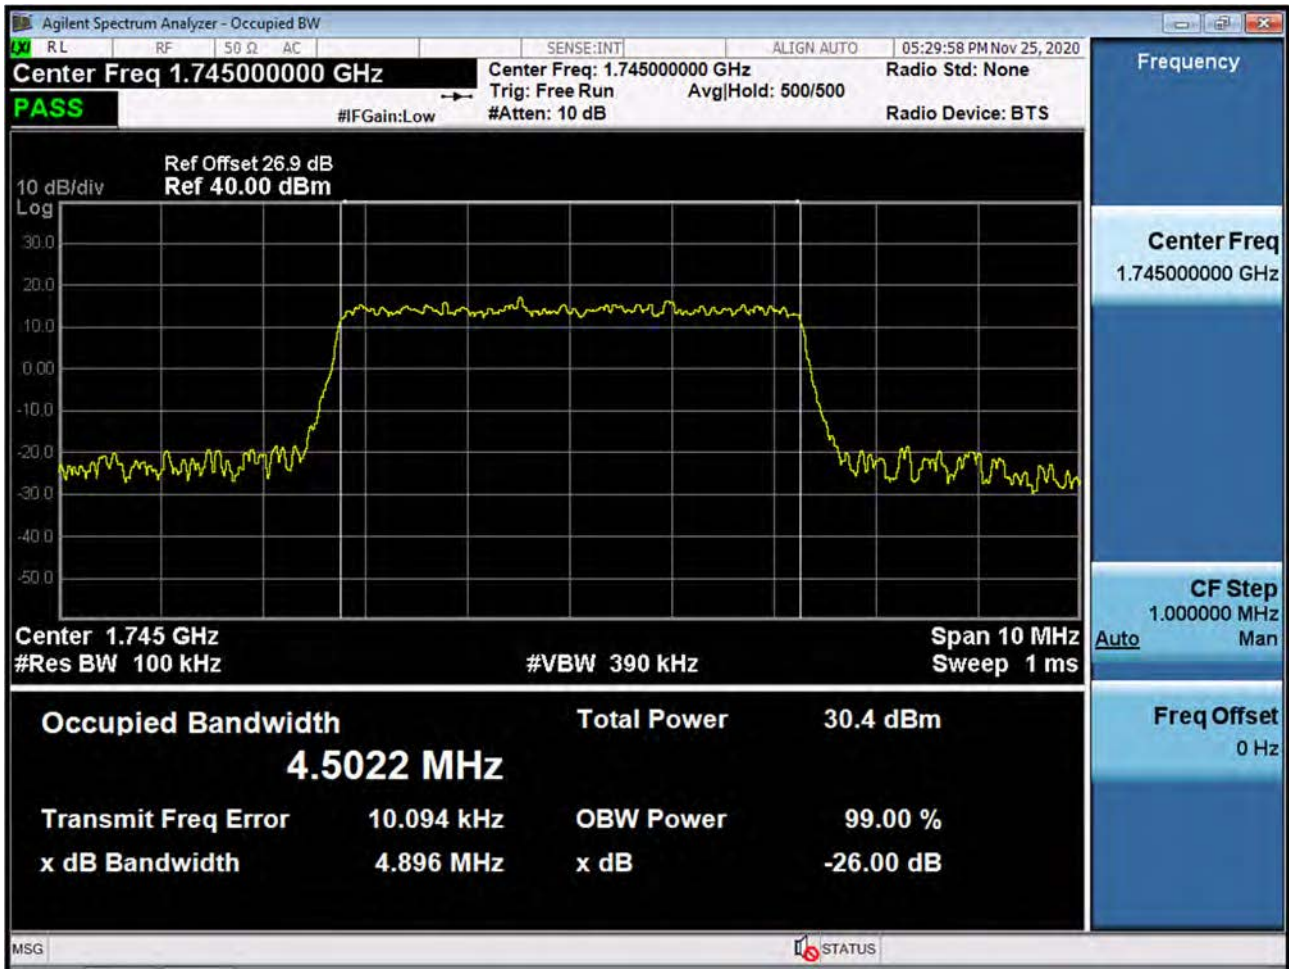 Agilent Spectrum Analyzer - Occupied BW
LXI RL RF 50 Ω AC SENSE:INT ALIGN AUTO 05:29:58 PM Nov 25, 2020
Center Freq 1.745000000 GHz
Center Freq: 1.745000000 GHz
Radio Std: None
Trig: Free Run Avg|Hold: 500/500
PASS
#IFGain:Low
#Atten: 10 dB
Radio Device: BTS
Ref Offset 26.9 dB
10 dB/div Ref 40.00 dBm
Log
30.0
20.0
10.0
0.00
-10.0
-20.0
-30.0
-40.0
-50.0
Center 1.745 GHz Span 10 MHz
#Res BW 100 kHz #VBW 390 kHz Sweep 1 ms
Occupied Bandwidth Total Power 30.4 dBm
4.5022 MHz
Transmit Freq Error 10.094 kHz OBW Power 99.00 %
x dB Bandwidth 4.896 MHz x dB -26.00 dB
Frequency
Center Freq
1.745000000 GHz
CF Step
1.000000 MHz
Auto Man
Freq Offset
0 Hz
MSG STATUS